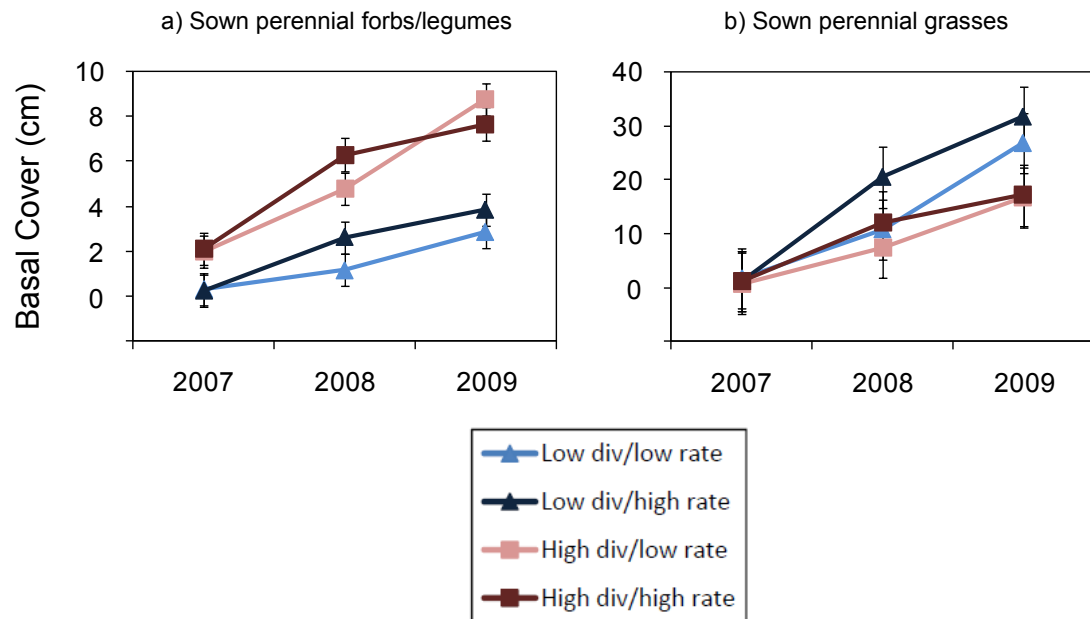 a) Sown perennial forbs/legumes
b) Sown perennial grasses
Basal Cover (cm)
10
8
6
4
2
0
40
30
20
10
0
2007 2008 2009
2007 2008 2009
Low div/low rate
Low div/high rate
High div/low rate
High div/high rate